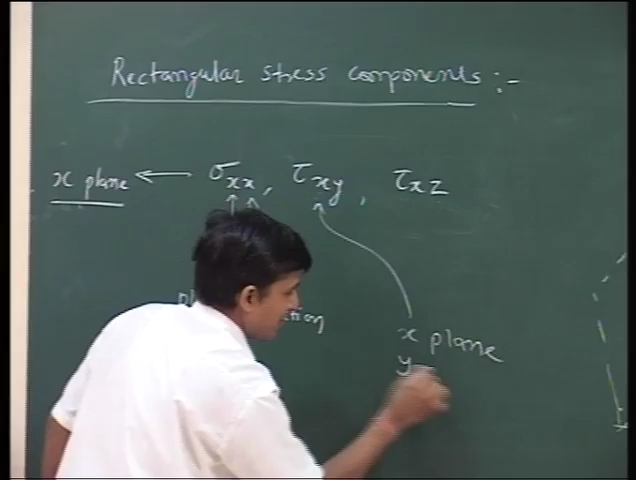 Rectangular stress components :-
x plane ← σxx, τxy, τxz
x plane
y